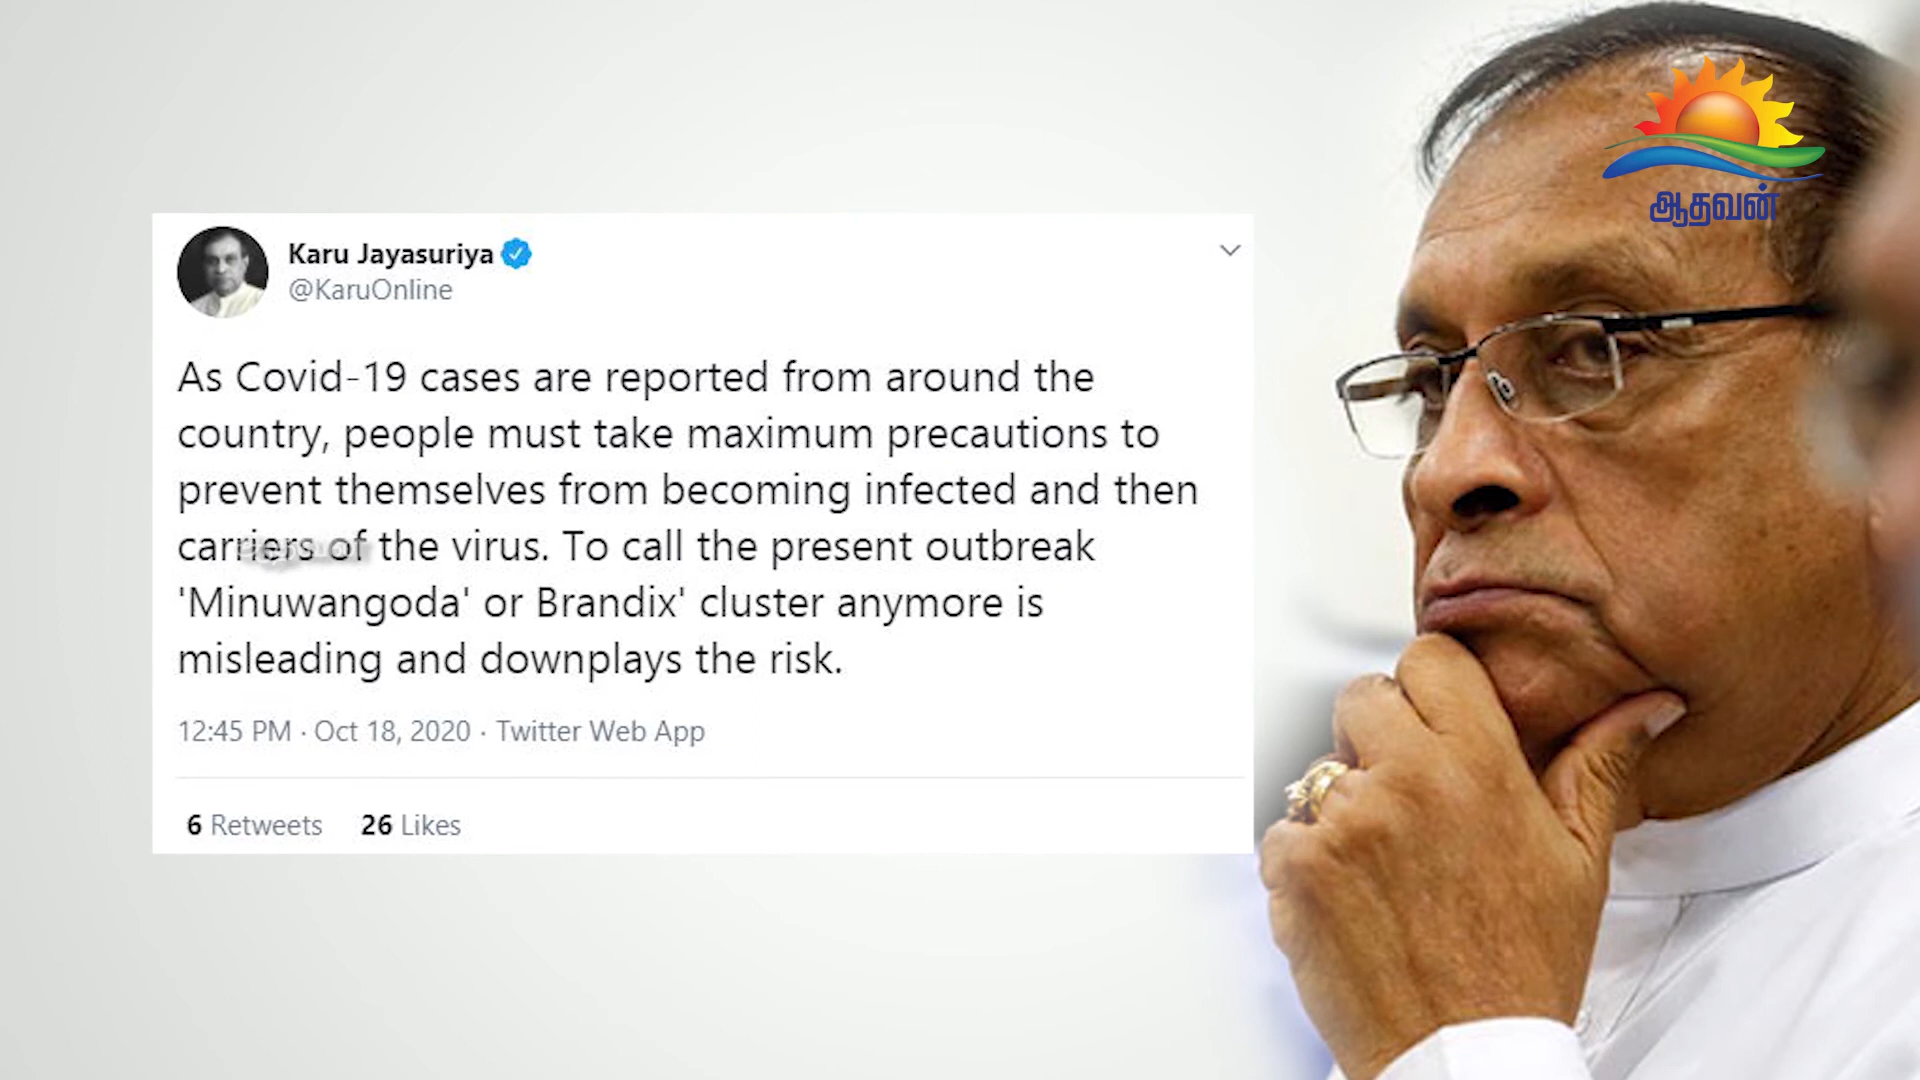 ஆதவன்
Karu Jayasuriya
@KaruOnline
As Covid-19 cases are reported from around the
country, people must take maximum precautions to
prevent themselves from becoming infected and then
carriers of the virus. To call the present outbreak
'Minuwangoda' or Brandix' cluster anymore is
misleading and downplays the risk.
12:45 PM · Oct 18, 2020 · Twitter Web App
6 Retweets 26 Likes